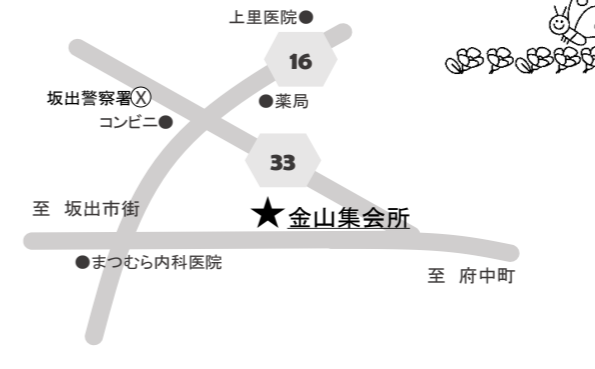 上里医院●
16
坂出警察署Ⓧ
●薬局
コンビニ●
33
至 坂出市街
★金山集会所
●まつむら内科医院
至 府中町